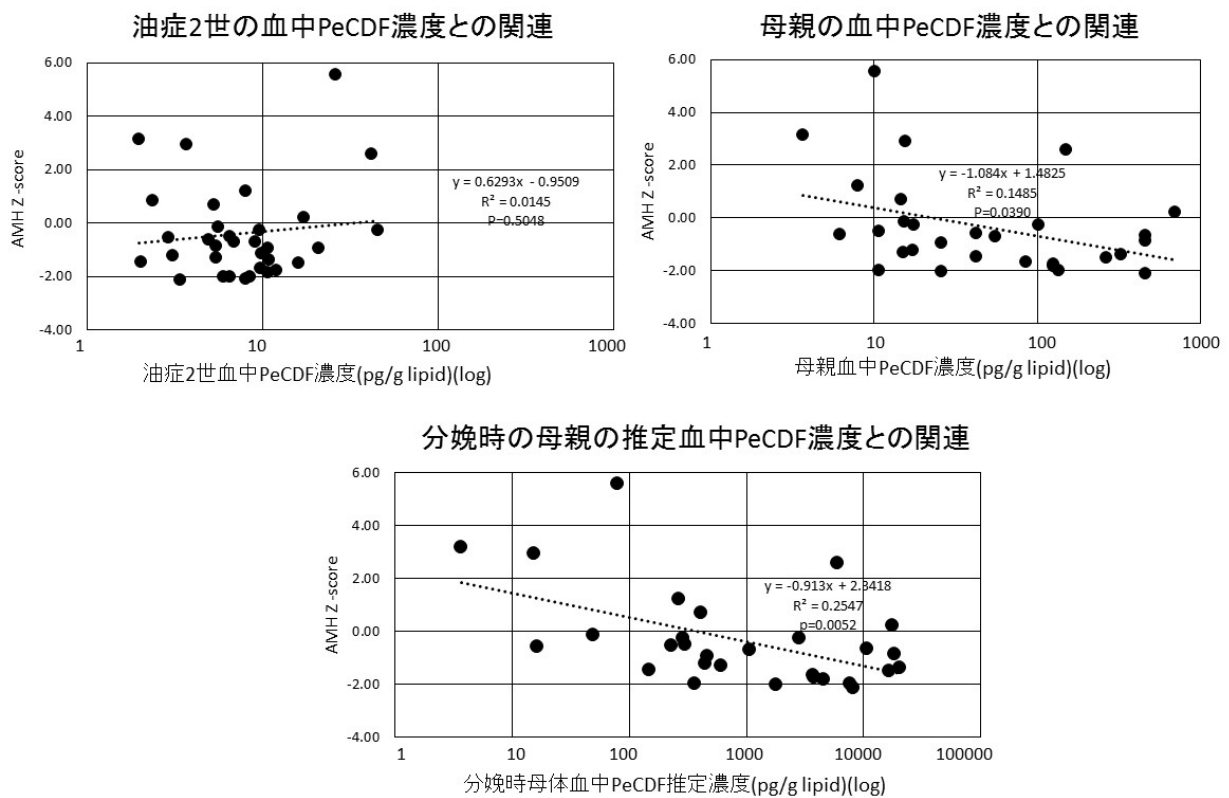 油症2世の血中PeCDF濃度との関連
AMH Z -score
6.00
4.00
2.00
0.00
-2.00
-4.00
y = 0.6293x - 0.9509
R² = 0.0145
P=0.5048
1
10
100
1000
油症2世血中PeCDF濃度(pg/g lipid)(log)
母親の血中PeCDF濃度との関連
AMH Z -score
6.00
4.00
2.00
0.00
-2.00
-4.00
y = -1.084x + 1.4825
R² = 0.1485
P=0.0390
1
10
100
1000
母親血中PeCDF濃度(pg/g lipid)(log)
分娩時の母親の推定血中PeCDF濃度との関連
AMH Z-score
6.00
4.00
2.00
0.00
-2.00
-4.00
y = -0.913x + 2.3418
R² = 0.2547
p=0.0052
1
10
100
1000
10000
100000
分娩時母体血中PeCDF推定濃度(pg/g lipid)(log)